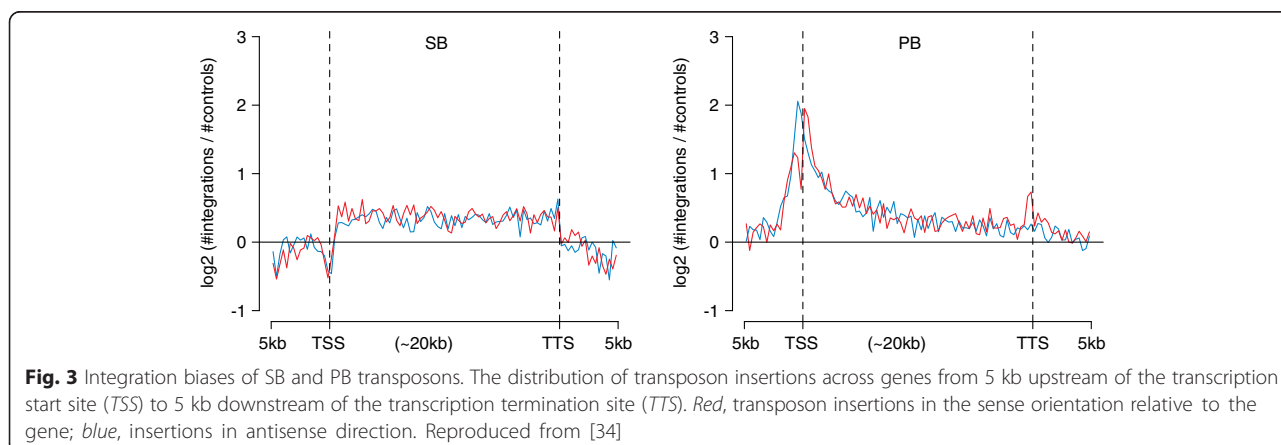 SB
PB
log2 (#integrations / #controls)
3
2
1
0
-1
5kb TSS (~20kb) TTS 5kb
log2 (#integrations / #controls)
3
2
1
0
-1
5kb TSS (~20kb) TTS 5kb
Fig. 3 Integration biases of SB and PB transposons. The distribution of transposon insertions across genes from 5 kb upstream of the transcription
start site (TSS) to 5 kb downstream of the transcription termination site (TTS). Red, transposon insertions in the sense orientation relative to the
gene; blue, insertions in antisense direction. Reproduced from [34]